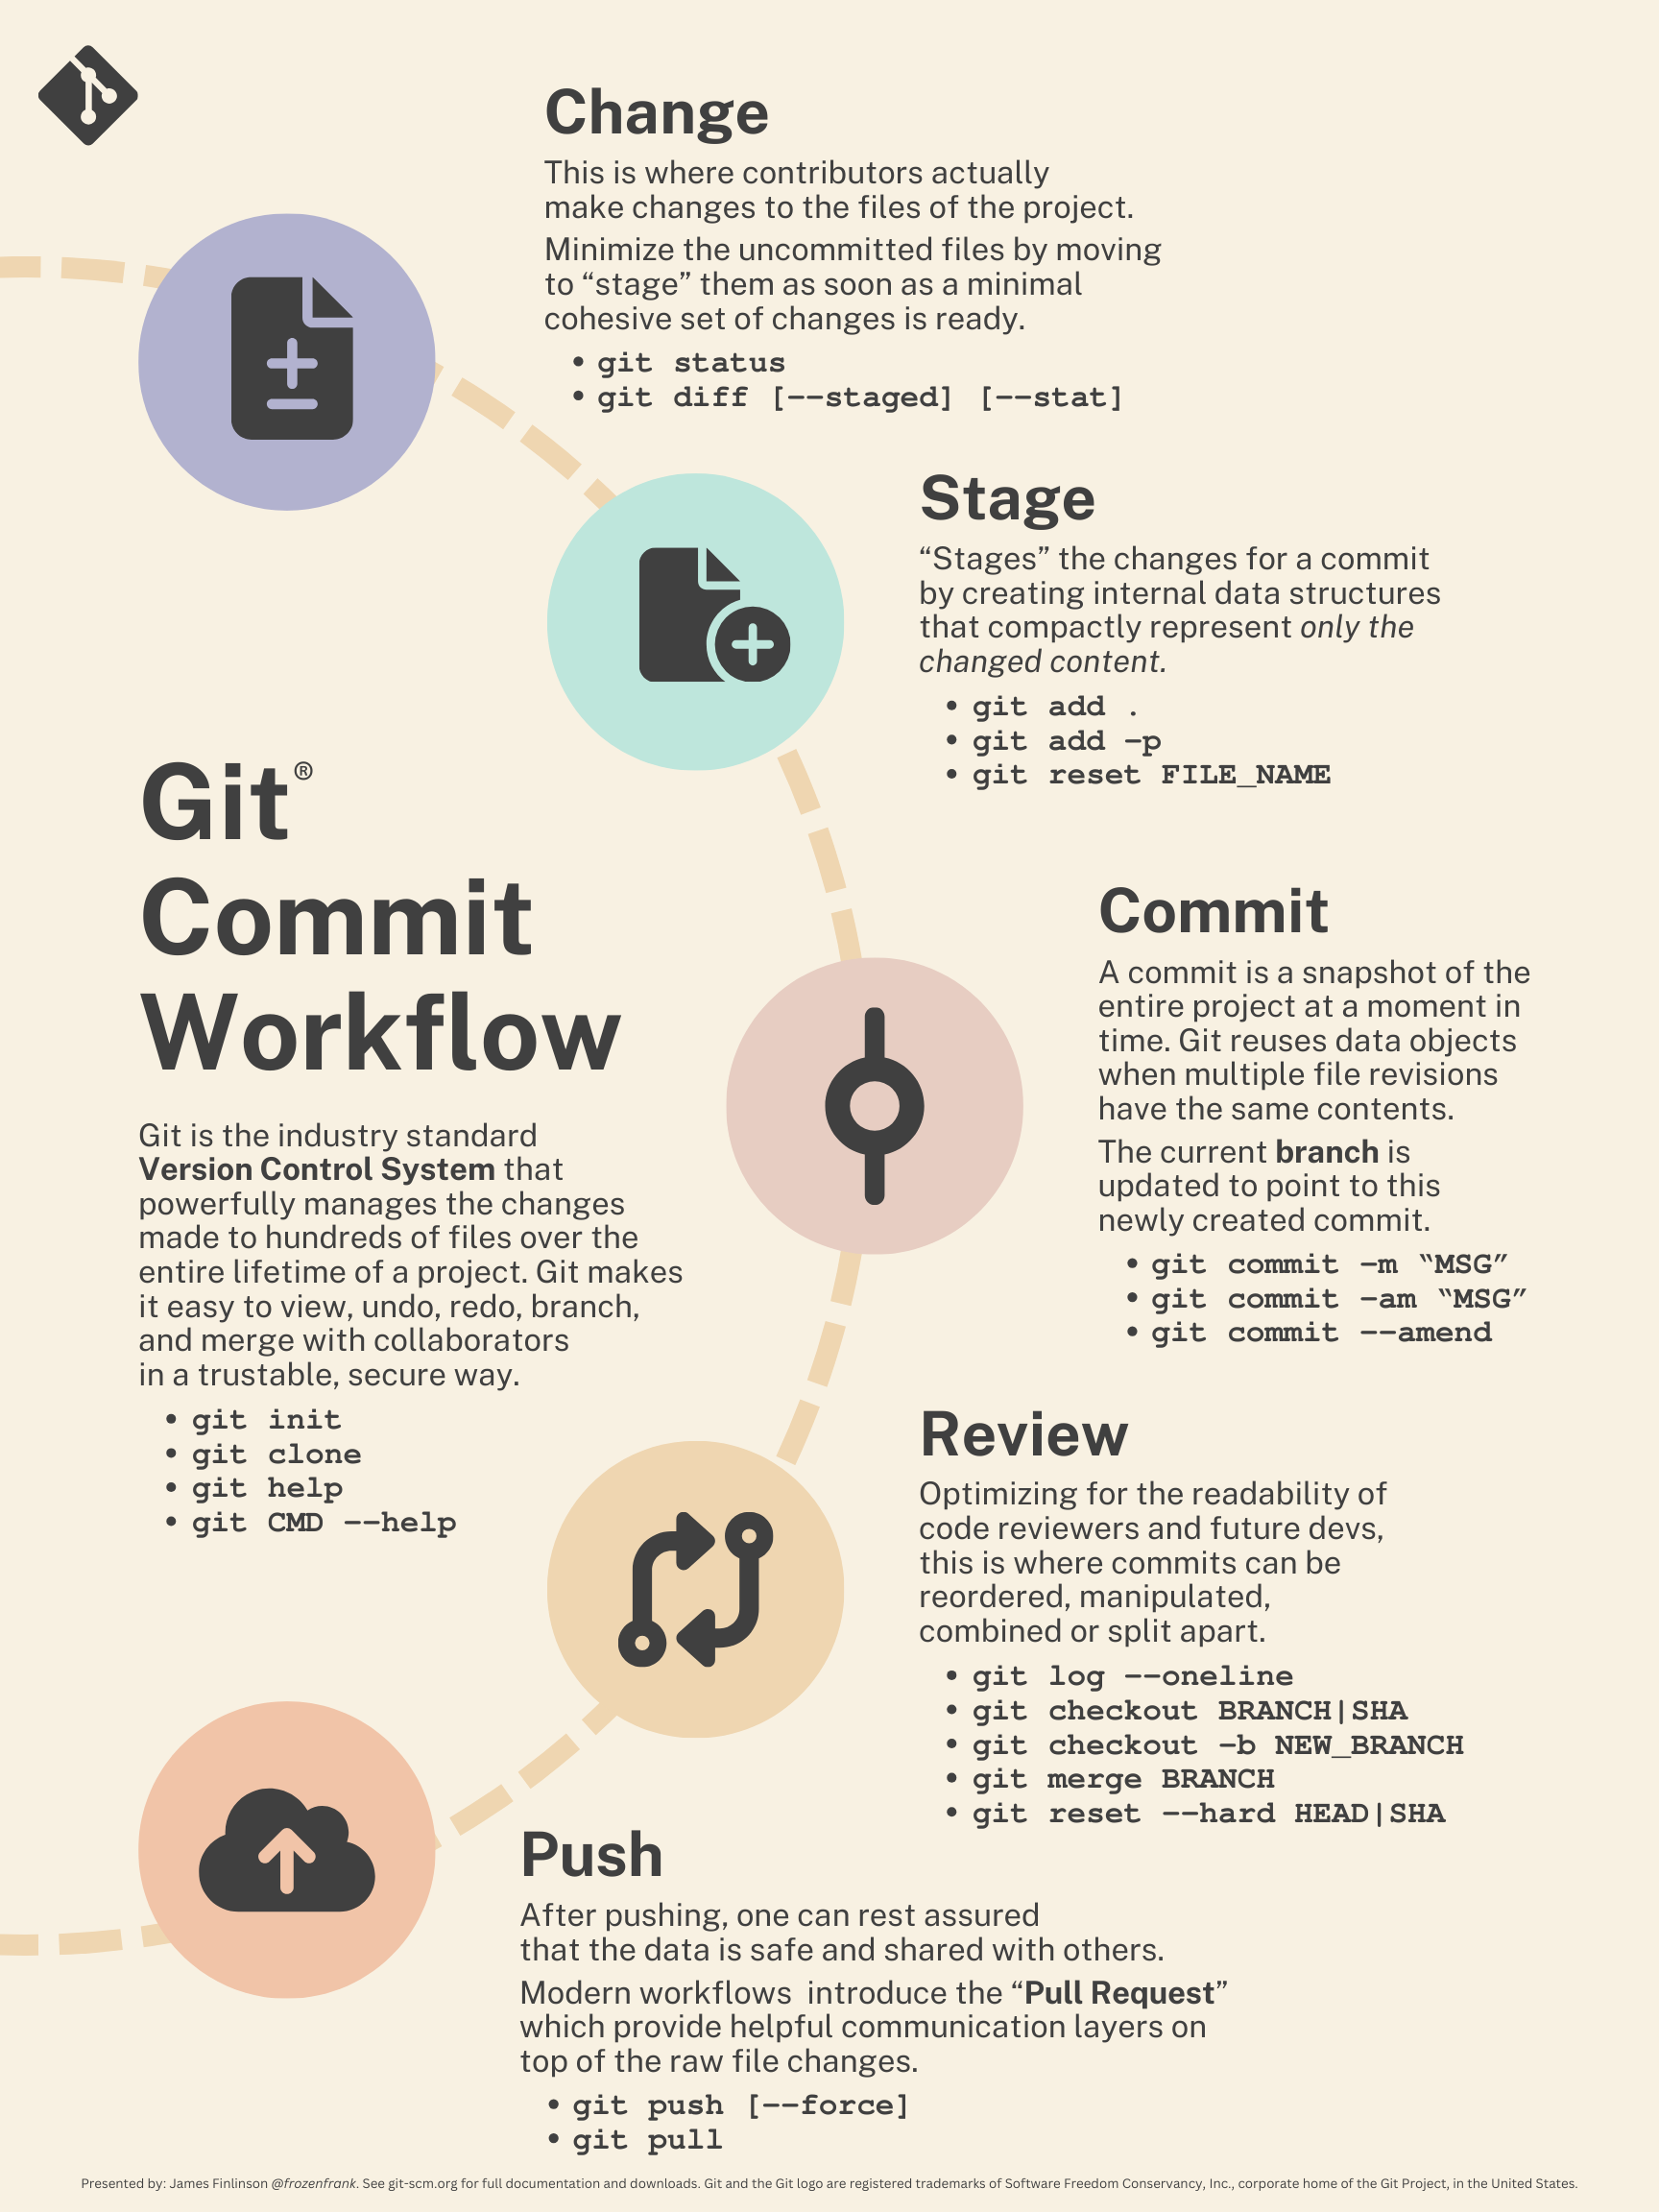 Change
This is where contributors actually
make changes to the files of the project.
Minimize the uncommitted files by moving
to “stage” them as soon as a minimal
cohesive set of changes is ready.
• git status
• git diff [--staged] [--stat]
Stage
“Stages” the changes for a commit
by creating internal data structures
that compactly represent only the
changed content.
• git add .
• git add -p
• git reset FILE_NAME
Git®
Commit
Workflow
Git is the industry standard
Version Control System that
powerfully manages the changes
made to hundreds of files over the
entire lifetime of a project. Git makes
it easy to view, undo, redo, branch,
and merge with collaborators
in a trustable, secure way.
• git init
• git clone
• git help
• git CMD --help
Commit
A commit is a snapshot of the
entire project at a moment in
time. Git reuses data objects
when multiple file revisions
have the same contents.
The current branch is
updated to point to this
newly created commit.
• git commit -m “MSG”
• git commit -am “MSG”
• git commit --amend
Review
Optimizing for the readability of
code reviewers and future devs,
this is where commits can be
reordered, manipulated,
combined or split apart.
• git log --oneline
• git checkout BRANCH|SHA
• git checkout -b NEW_BRANCH
• git merge BRANCH
• git reset --hard HEAD|SHA
Push
After pushing, one can rest assured
that the data is safe and shared with others.
Modern workflows  introduce the “Pull Request”
which provide helpful communication layers on
top of the raw file changes.
• git push [--force]
• git pull
Presented by: James Finlinson @frozenfrank. See git-scm.org for full documentation and downloads. Git and the Git logo are registered trademarks of Software Freedom Conservancy, Inc., corporate home of the Git Project, in the United States.